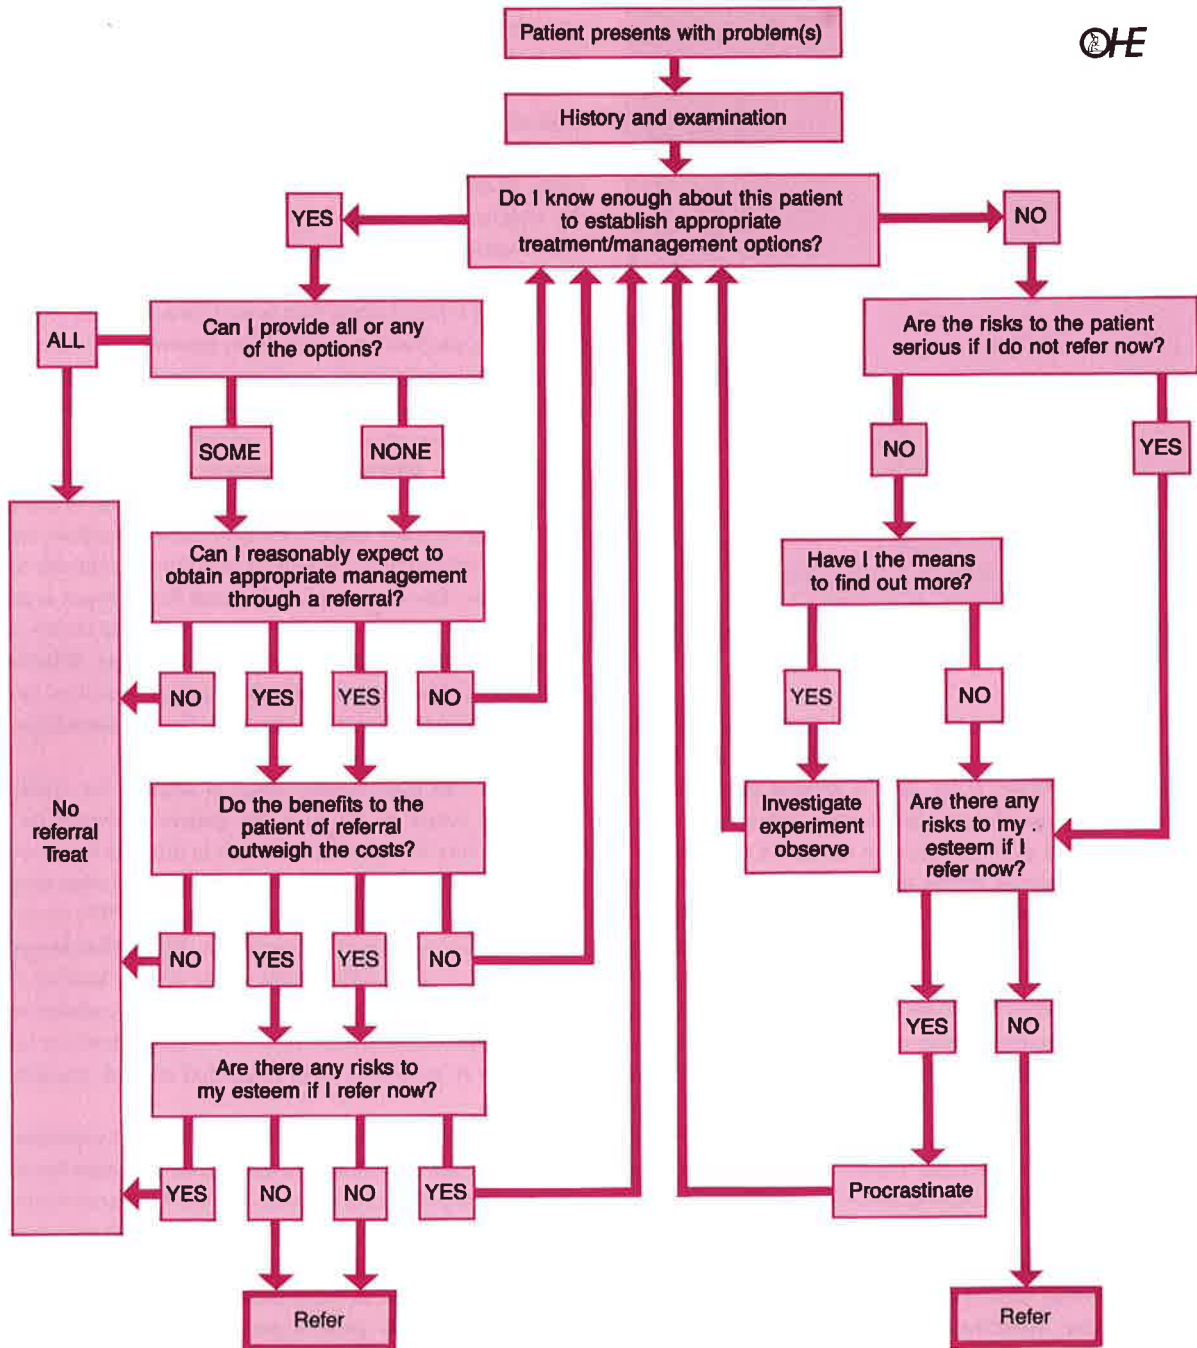 Patient presents with problem(s)
OHE
History and examination
Do I know enough about this patient
to establish appropriate
treatment/management options?
YES
NO
Can I provide all or any
of the options?
ALL
Are the risks to the patient
serious if I do not refer now?
SOME
NONE
NO
YES
Can I reasonably expect to
obtain appropriate management
through a referral?
Have I the means
to find out more?
NO
YES
YES
NO
YES
NO
No
referral
Treat
Do the benefits to the
patient of referral
outweigh the costs?
Investigate
experiment
observe
Are there any
risks to my
esteem if I
refer now?
NO
YES
YES
NO
YES
NO
Are there any risks to
my esteem if I refer now?
YES
NO
NO
YES
Procrastinate
Refer
Refer